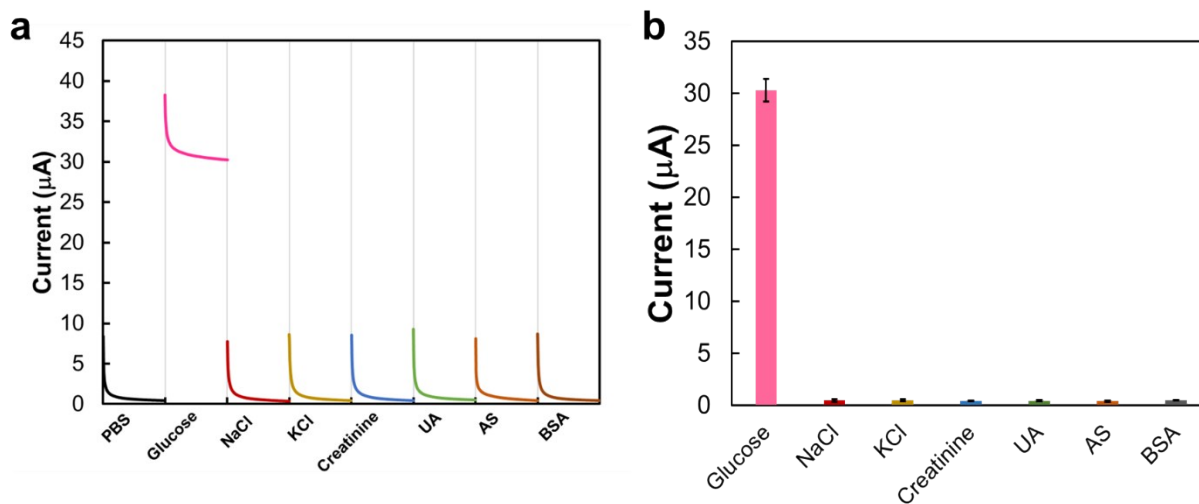 a
Current (μA)
45
40
35
30
25
20
15
10
5
0
PBS
Glucose
NaCl
KCl
Creatinine
UA
AS
BSA
b
Current (μA)
35
30
25
20
15
10
5
0
Glucose
NaCl
KCl
Creatinine
UA
AS
BSA